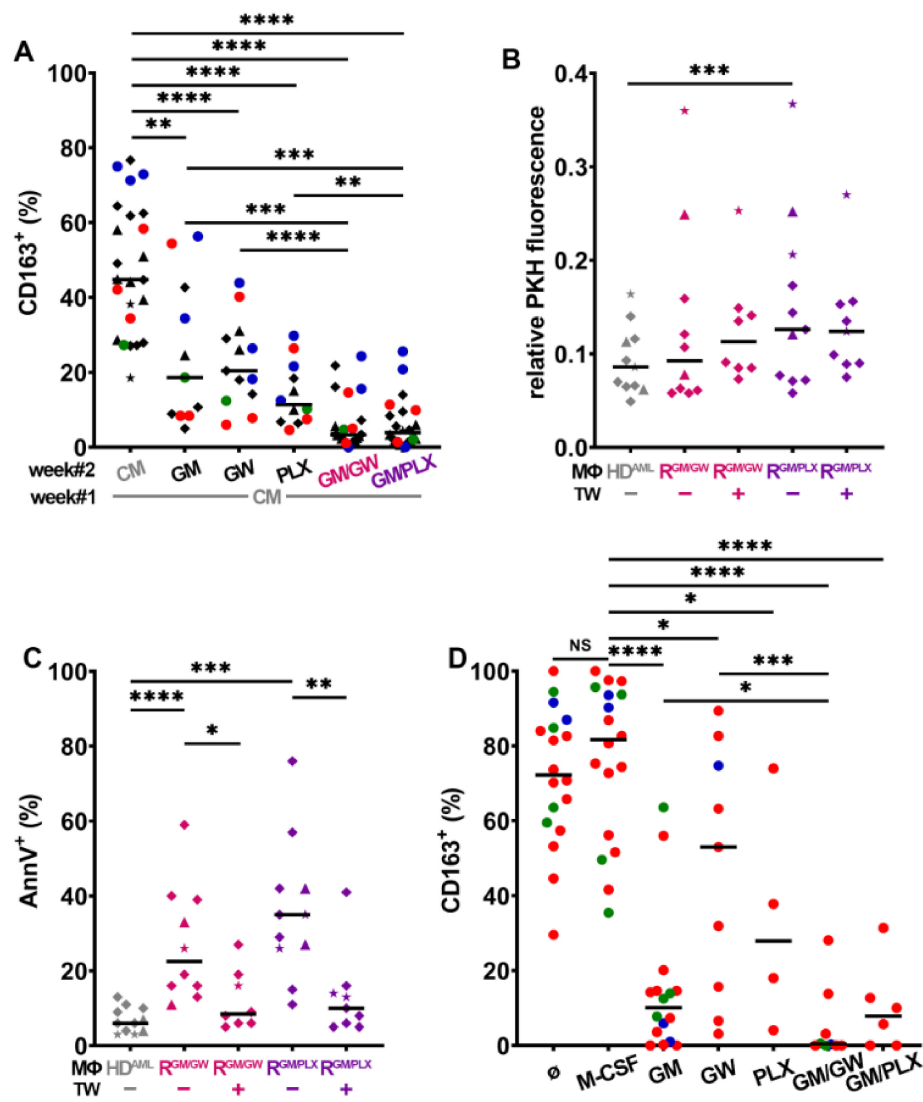 A
****
****
****
****
**
***
**
***
****
100
80
60
40
20
0
CD163+ (%)
week#2 CM GM GW PLX GM/GW GM/PLX
week#1 CM
B
***
0.4
0.3
0.2
0.1
0.0
relative PKH fluorescence
MΦ HDAML RGM/GW RGM/GW RGM/PLX RGM/PLX
TW − − + − +
C
***
**
****
*
100
80
60
40
20
0
AnnV+ (%)
MΦ HDAML RGM/GW RGM/GW RGM/PLX RGM/PLX
TW − − + − +
D
****
****
*
*
NS ****
***
*
100
80
60
40
20
0
CD163+ (%)
ø M-CSF GM GW PLX GM/GW GM/PLX